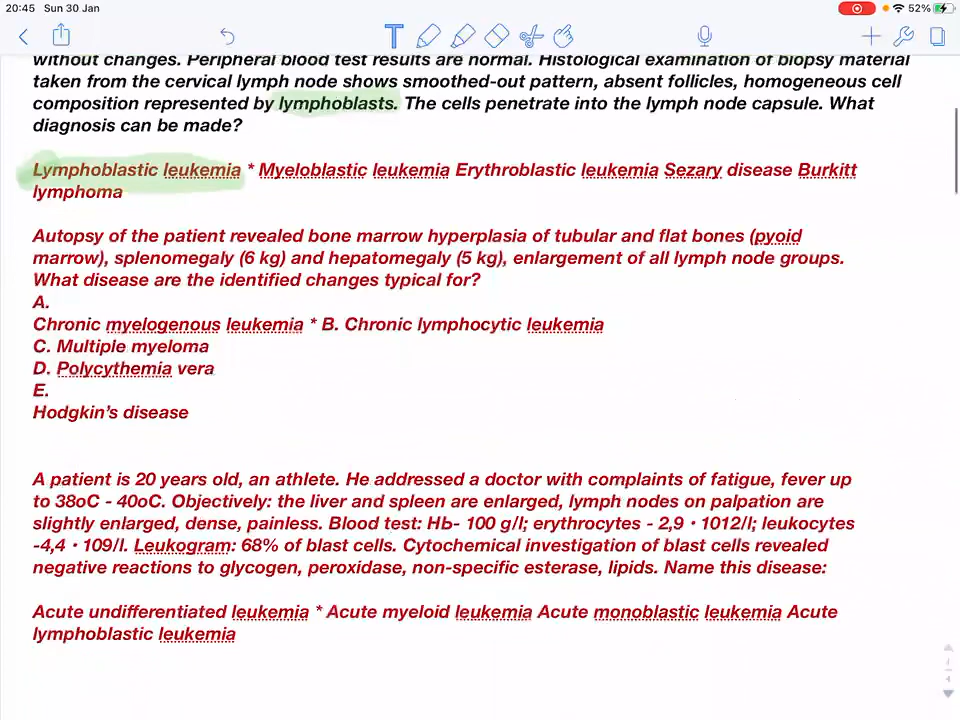 20:45 Sun 30 Jan
52%
T
without changes. Peripheral blood test results are normal. Histological examination of biopsy material
taken from the cervical lymph node shows smoothed-out pattern, absent follicles, homogeneous cell
composition represented by lymphoblasts. The cells penetrate into the lymph node capsule. What
diagnosis can be made?
Lymphoblastic leukemia * Myeloblastic leukemia Erythroblastic leukemia Sezary disease Burkitt
lymphoma
Autopsy of the patient revealed bone marrow hyperplasia of tubular and flat bones (pyoid
marrow), splenomegaly (6 kg) and hepatomegaly (5 kg), enlargement of all lymph node groups.
What disease are the identified changes typical for?
A.
Chronic myelogenous leukemia * B. Chronic lymphocytic leukemia
C. Multiple myeloma
D. Polycythemia vera
E.
Hodgkin’s disease
A patient is 20 years old, an athlete. He addressed a doctor with complaints of fatigue, fever up
to 38oC - 40oC. Objectively: the liver and spleen are enlarged, lymph nodes on palpation are
slightly enlarged, dense, painless. Blood test: Hb- 100 g/l; erythrocytes - 2,9 · 1012/l; leukocytes
-4,4 · 109/l. Leukogram: 68% of blast cells. Cytochemical investigation of blast cells revealed
negative reactions to glycogen, peroxidase, non-specific esterase, lipids. Name this disease:
Acute undifferentiated leukemia * Acute myeloid leukemia Acute monoblastic leukemia Acute
lymphoblastic leukemia